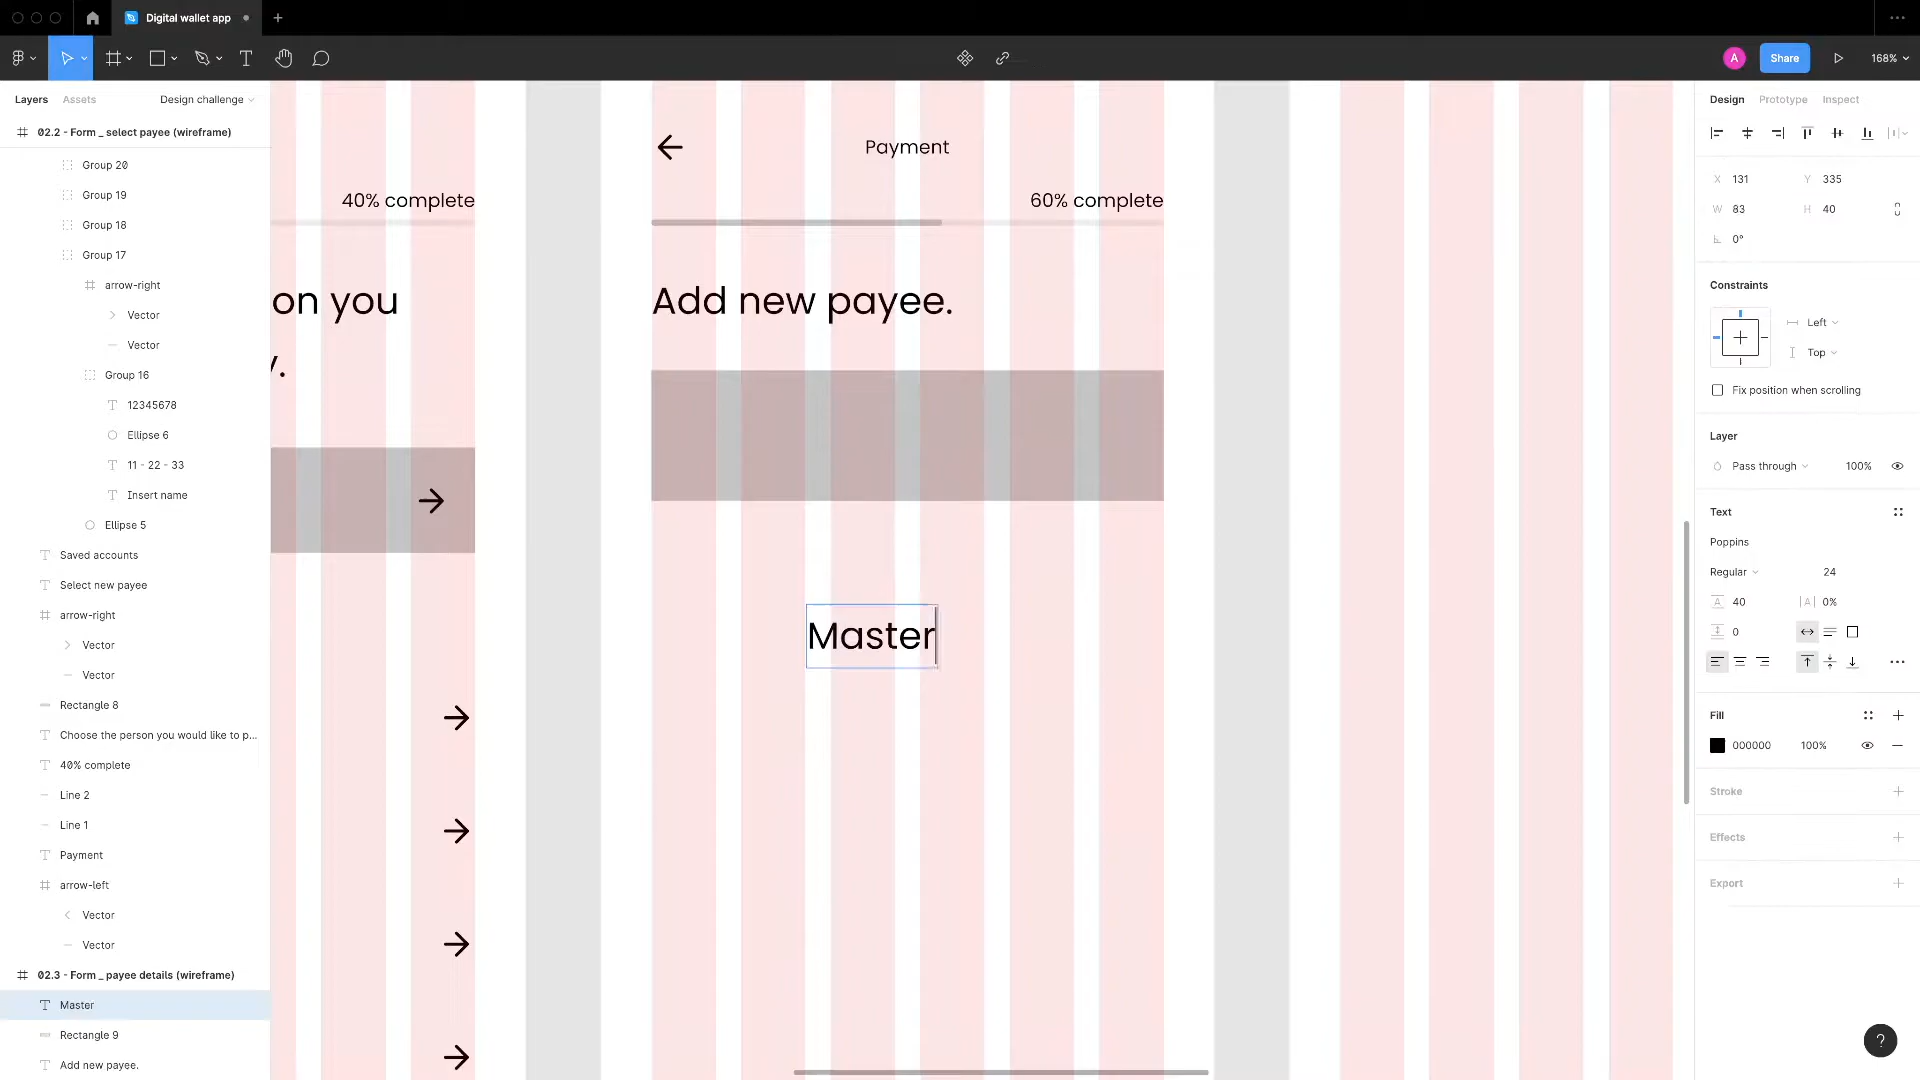 Digital wallet app
A
Share
168%
Layers
Assets
Design challenge
02.2 - Form _ select payee (wireframe)
Group 20
Group 19
Group 18
Group 17
arrow-right
Vector
Vector
Group 16
12345678
Ellipse 6
11 - 22 - 33
Insert name
Ellipse 5
Saved accounts
Select new payee
arrow-right
Vector
Vector
Rectangle 8
Choose the person you would like to p...
40% complete
Line 2
Line 1
Payment
arrow-left
Vector
Vector
02.3 - Form _ payee details (wireframe)
Master
Rectangle 9
Add new payee.
40% complete
on you
y.
Payment
60% complete
Add new payee.
Master
Design
Prototype
Inspect
X 131
Y 335
W 83
H 40
0°
Constraints
Left
Top
Fix position when scrolling
Layer
Pass through
100%
Text
Poppins
Regular
24
A 40
|A| 0%
0
Fill
000000
100%
Stroke
Effects
Export
?